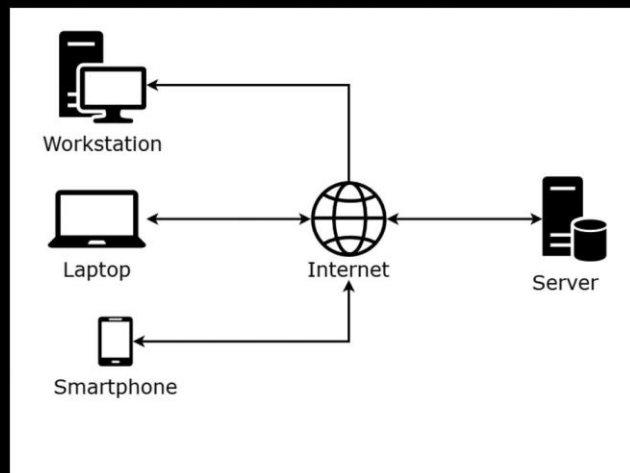 Workstation
Laptop
Internet
Server
Smartphone